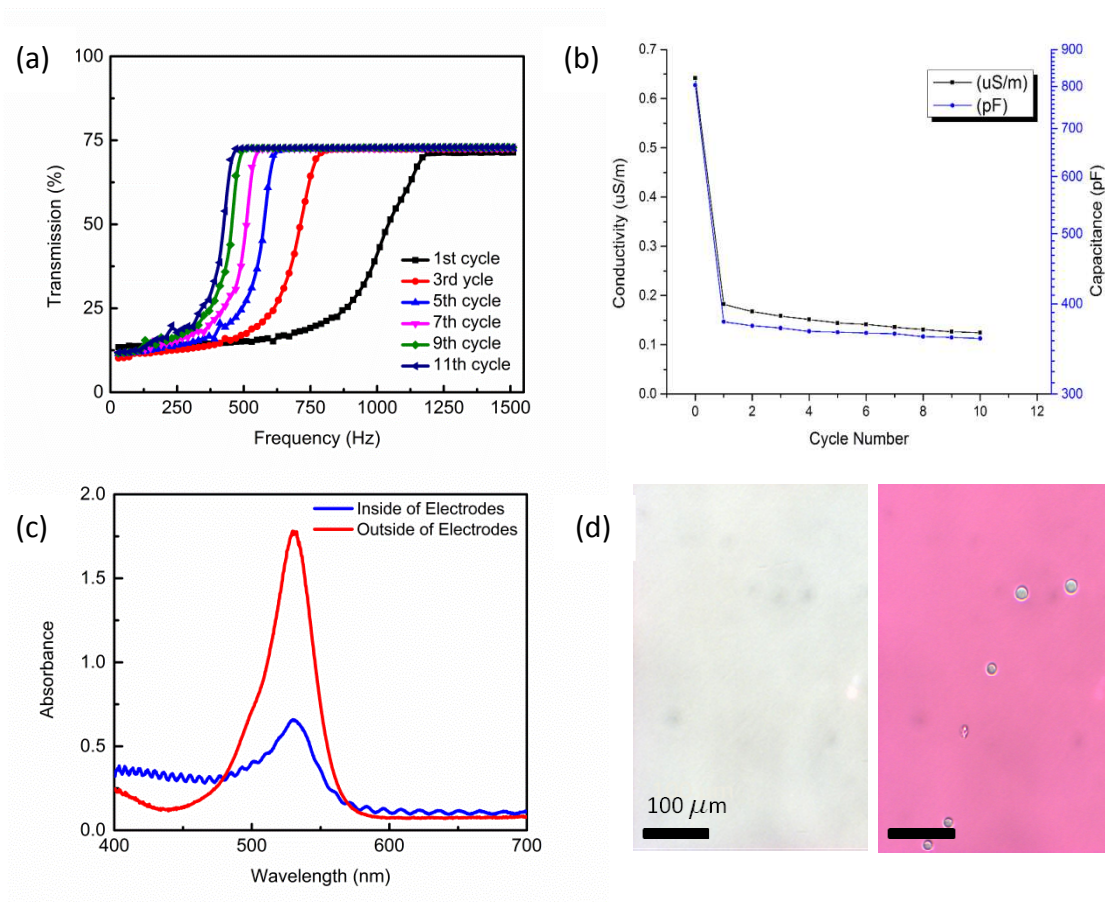 (a)
100
75
50
25
0
Transmission (%)
1st cycle
3rd ycle
5th cycle
7th cycle
9th cycle
11th cycle
0 250 500 750 1000 1250 1500
Frequency (Hz)
(b)
0.7
0.6
0.5
0.4
0.3
0.2
0.1
0.0
Conductivity (uS/m)
(uS/m)
(pF)
900
800
700
600
500
400
300
Capacitance (pF)
0 2 4 6 8 10 12
Cycle Number
(c)
2.0
1.5
1.0
0.5
0.0
Absorbance
Inside of Electrodes
Outside of Electrodes
400 500 600 700
Wavelength (nm)
(d)
100 μm